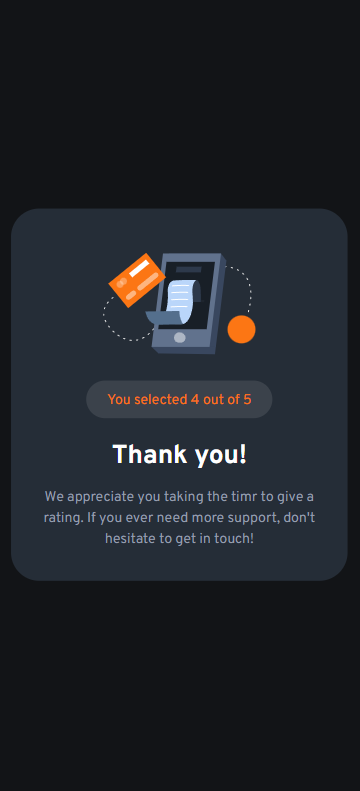 You selected 4 out of 5
Thank you!
We appreciate you taking the timr to give a
rating. If you ever need more support, don't
hesitate to get in touch!